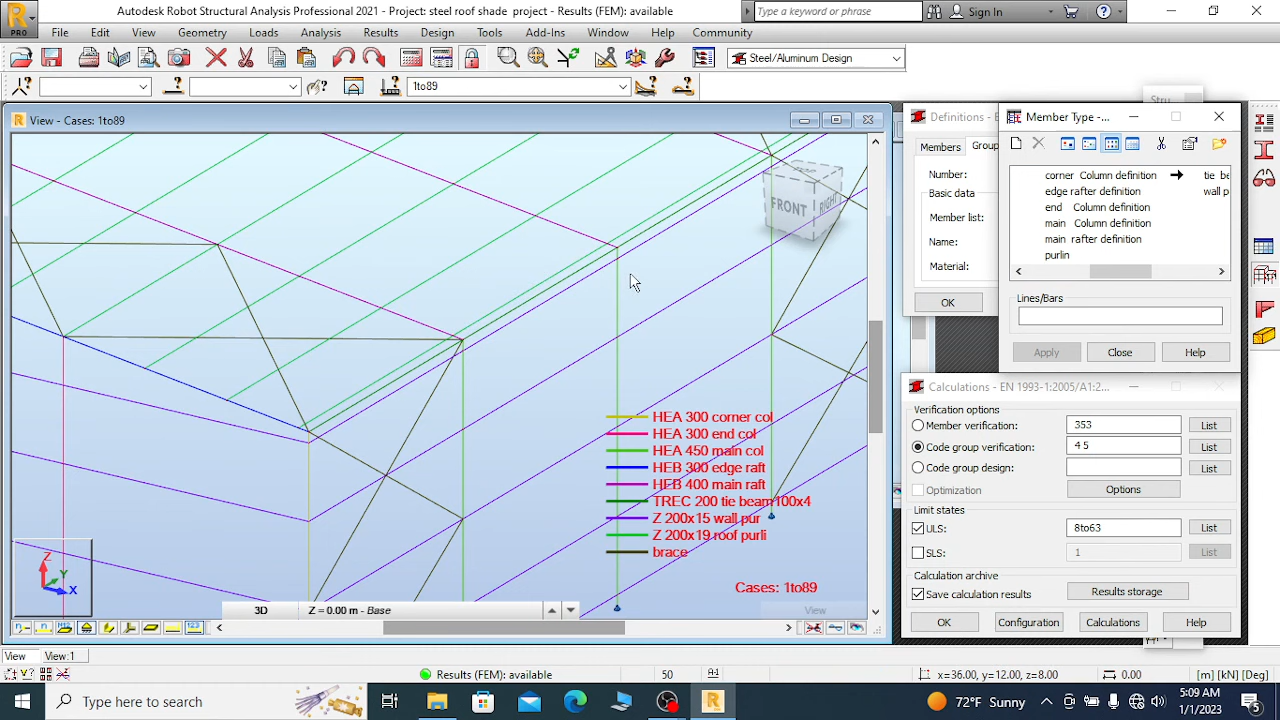 PRO
Autodesk Robot Structural Analysis Professional 2021 - Project: steel roof shade project - Results (FEM): available
Type a keyword or phrase
Sign In
File Edit View Geometry Loads Analysis Results Design Tools Add-Ins Window Help Community
Steel/Aluminum Design
1to89
View - Cases: 1to89
FRONT
RIGHT
HEA 300 corner col
HEA 300 end col
HEA 450 main col
HEB 300 edge raft
HEB 400 main raft
TREC 200 tie beam100x4
Z 200x15 wall pur
Z 200x19 roof purli
brace
Cases: 1to89
Z
Y
X
3D
Z = 0.00 m - Base
View
Stru
Definitions - E
Members
Group
Number:
Basic data
Member list:
Name:
Material:
OK
Member Type -...
corner Column definition
tie be
edge rafter definition
wall p
end Column definition
main Column definition
main rafter definition
purlin
Lines/Bars
Apply
Close
Help
Calculations - EN 1993-1:2005/A1:2...
Verification options
Member verification:
353
List
Code group verification:
4 5
List
Code group design:
List
Optimization
Options
Limit states
ULS:
8to63
List
SLS:
1
List
Calculation archive
Save calculation results
Results storage
OK
Configuration
Calculations
Help
View
View:1
Results (FEM): available
50
x=36.00, y=12.00, z=8.00
0.00
[m] [kN] [Deg]
Type here to search
72°F Sunny
5:09 AM
1/1/2023